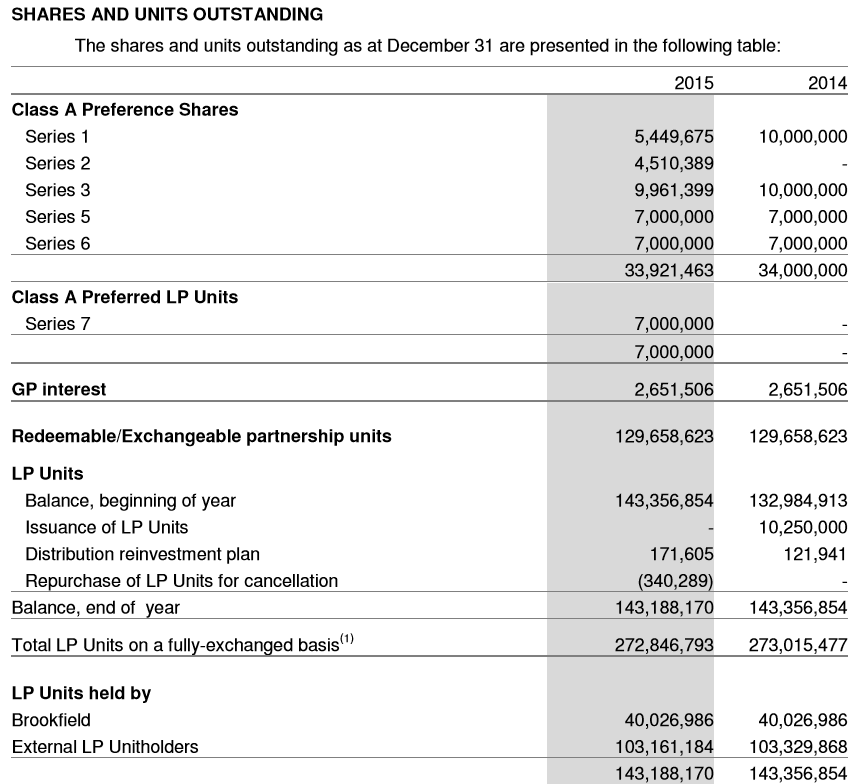 SHARES AND UNITS OUTSTANDING
The shares and units outstanding as at December 31 are presented in the following table:
2015 2014
Class A Preference Shares
Series 1 5,449,675 10,000,000
Series 2 4,510,389 -
Series 3 9,961,399 10,000,000
Series 5 7,000,000 7,000,000
Series 6 7,000,000 7,000,000
33,921,463 34,000,000
Class A Preferred LP Units
Series 7 7,000,000 -
7,000,000 -
GP interest 2,651,506 2,651,506
Redeemable/Exchangeable partnership units 129,658,623 129,658,623
LP Units
Balance, beginning of year 143,356,854 132,984,913
Issuance of LP Units - 10,250,000
Distribution reinvestment plan 171,605 121,941
Repurchase of LP Units for cancellation (340,289) -
Balance, end of year 143,188,170 143,356,854
Total LP Units on a fully-exchanged basis(1) 272,846,793 273,015,477
LP Units held by
Brookfield 40,026,986 40,026,986
External LP Unitholders 103,161,184 103,329,868
143,188,170 143,356,854